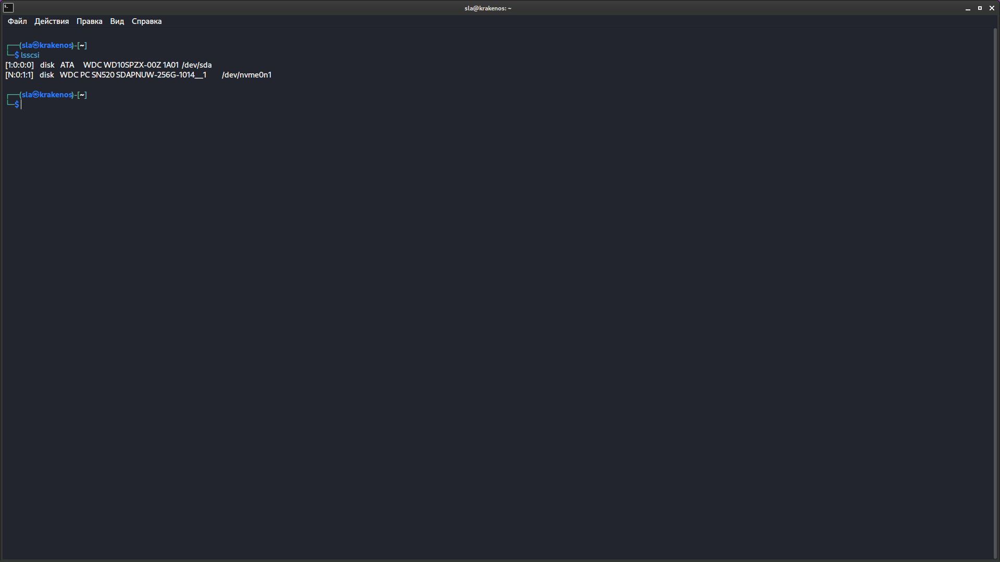 sla@krakenos: ~
Файл Действия Правка Вид Справка
┌──(sla㉿krakenos)-[~]
└─$ lsscsi
[1:0:0:0] disk ATA WDC WD10SPZX-00Z 1A01 /dev/sda
[N:0:1:1] disk WDC PC SN520 SDAPNUW-256G-1014__1 /dev/nvme0n1
┌──(sla㉿krakenos)-[~]
└─$